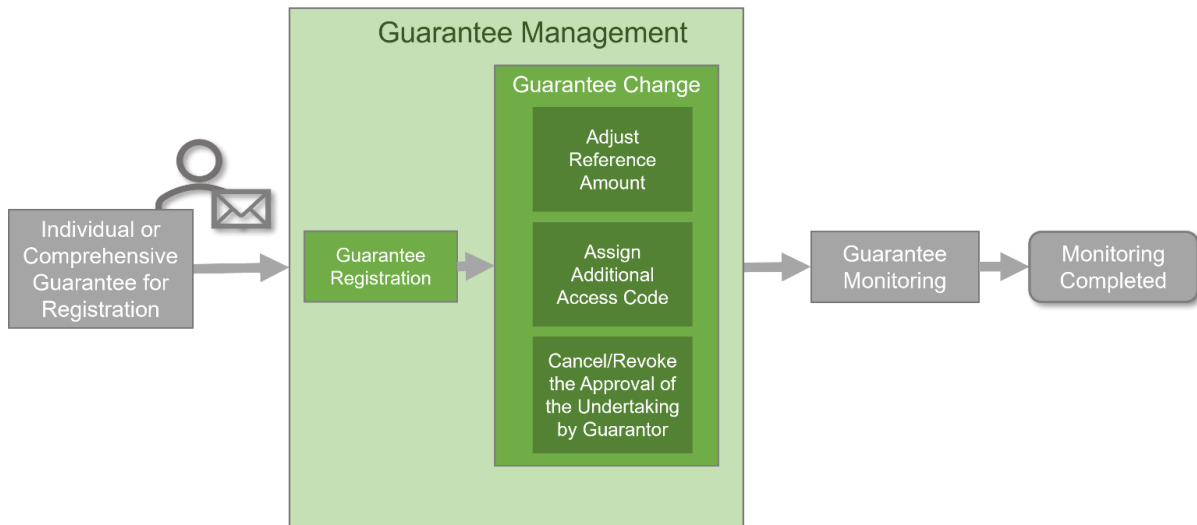 Guarantee Management
Individual or
Comprehensive
Guarantee for
Registration
Guarantee
Registration
Guarantee Change
Adjust
Reference
Amount
Assign
Additional
Access Code
Cancel/Revoke
the Approval of
the Undertaking
by Guarantor
Guarantee
Monitoring
Monitoring
Completed